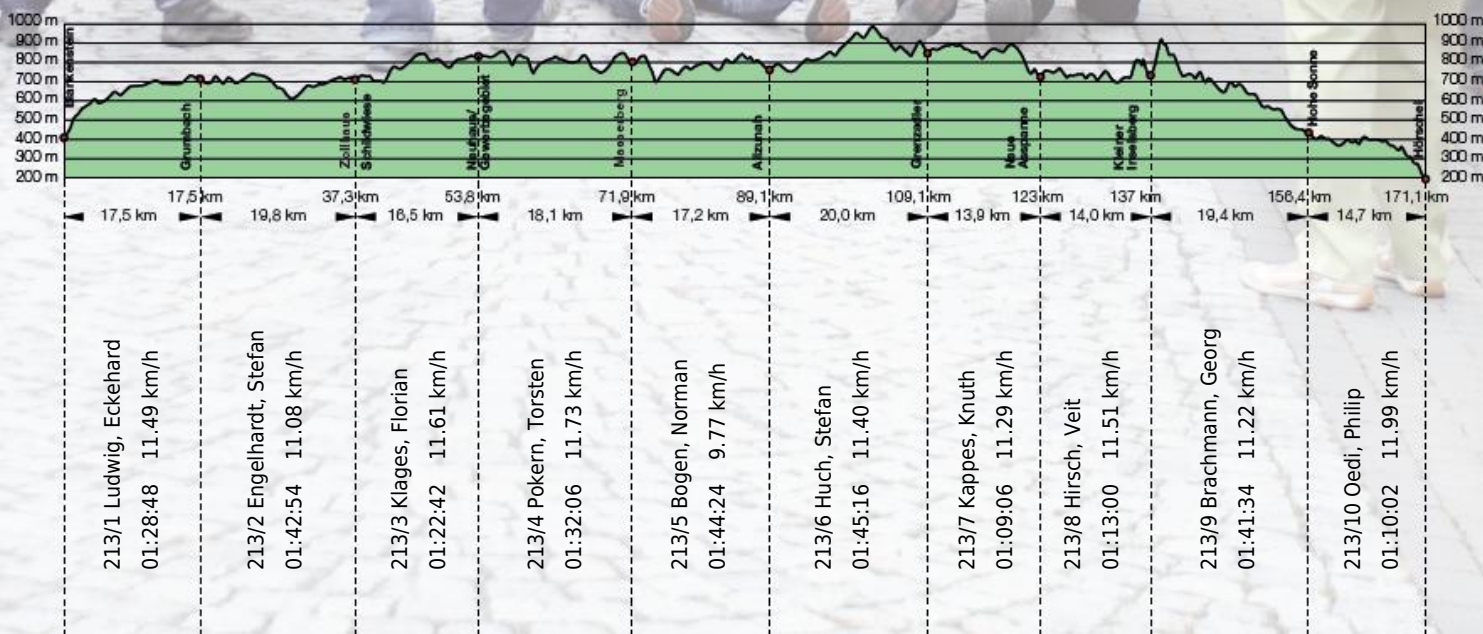 1000 m
900 m
800 m
700 m
600 m
500 m
400 m
300 m
200 m
1000 m
900 m
800 m
700 m
600 m
500 m
400 m
300 m
200 m
Blankenstein
Grumbach
Zollhaus
Schildwiese
Neuhaus/
Masserberg
Allzunah
Grenzadler
Neue
Ausspanne
Kleiner
Inselsberg
Hohe Sonne
Hörschel
17,5 km
37,3 km
53,8 km
71,9 km
89,1 km
109,1 km
123 km
137 km
156,4 km
171,1 km
17,5 km
19,8 km
16,5 km
18,1 km
17,2 km
20,0 km
13,9 km
14,0 km
19,4 km
14,7 km
213/1 Ludwig, Eckehard
01:28:48 11.49 km/h
213/2 Engelhardt, Stefan
01:42:54 11.08 km/h
213/3 Klages, Florian
01:22:42 11.61 km/h
213/4 Pokern, Torsten
01:32:06 11.73 km/h
213/5 Bogen, Norman
01:44:24 9.77 km/h
213/6 Huch, Stefan
01:45:16 11.40 km/h
213/7 Kappes, Knuth
01:09:06 11.29 km/h
213/8 Hirsch, Veit
01:13:00 11.51 km/h
213/9 Brachmann, Georg
01:41:34 11.22 km/h
213/10 Oedi, Philip
01:10:02 11.99 km/h